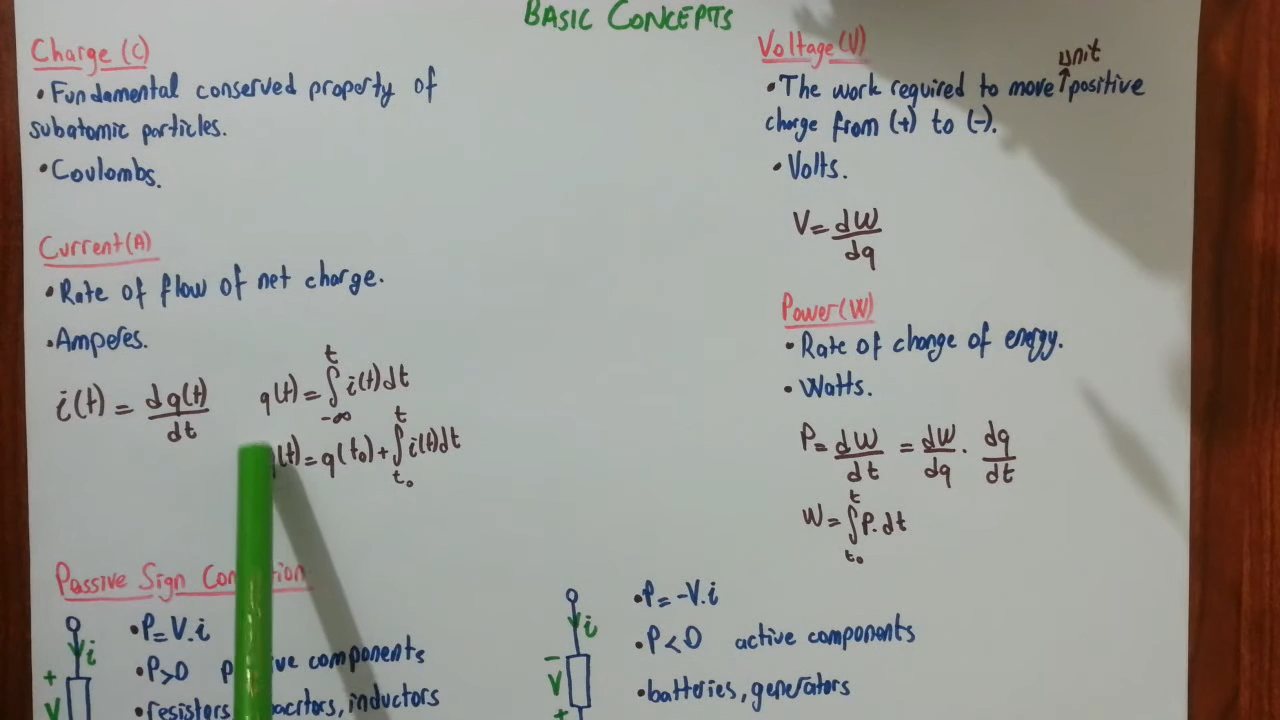 BASIC CONCEPTS
Charge (C)
• Fundamental conserved property of
subatomic particles.
• Coulombs.
Current (A)
• Rate of flow of net charge.
• Amperes.
i(t) = dq(t)/dt
q(t) = ∫_{-∞}^{t} i(t) dt
(t) = q(t₀) + ∫_{t₀}^{t} i(t) dt
Passive Sign
• P = V.i
• P>0 components
• resistors inductors
+
V
i
Voltage (V)
• The work required to move ↑unit positive
charge from (+) to (-).
• Volts.
V = dW/dq
Power (W)
• Rate of change of energy.
• Watts.
P = dW/dt = dW/dq . dq/dt
W = ∫_{t₀}^{t} P. dt
• P = -V.i
• P<0 active components
• batteries, generators
i
-
V
+